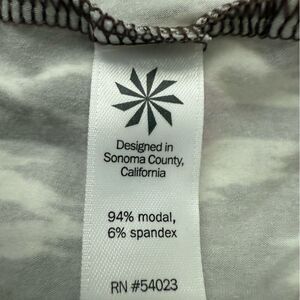 Designed in
Sonoma County,
California
94% modal,
6% spandex
RN #54023